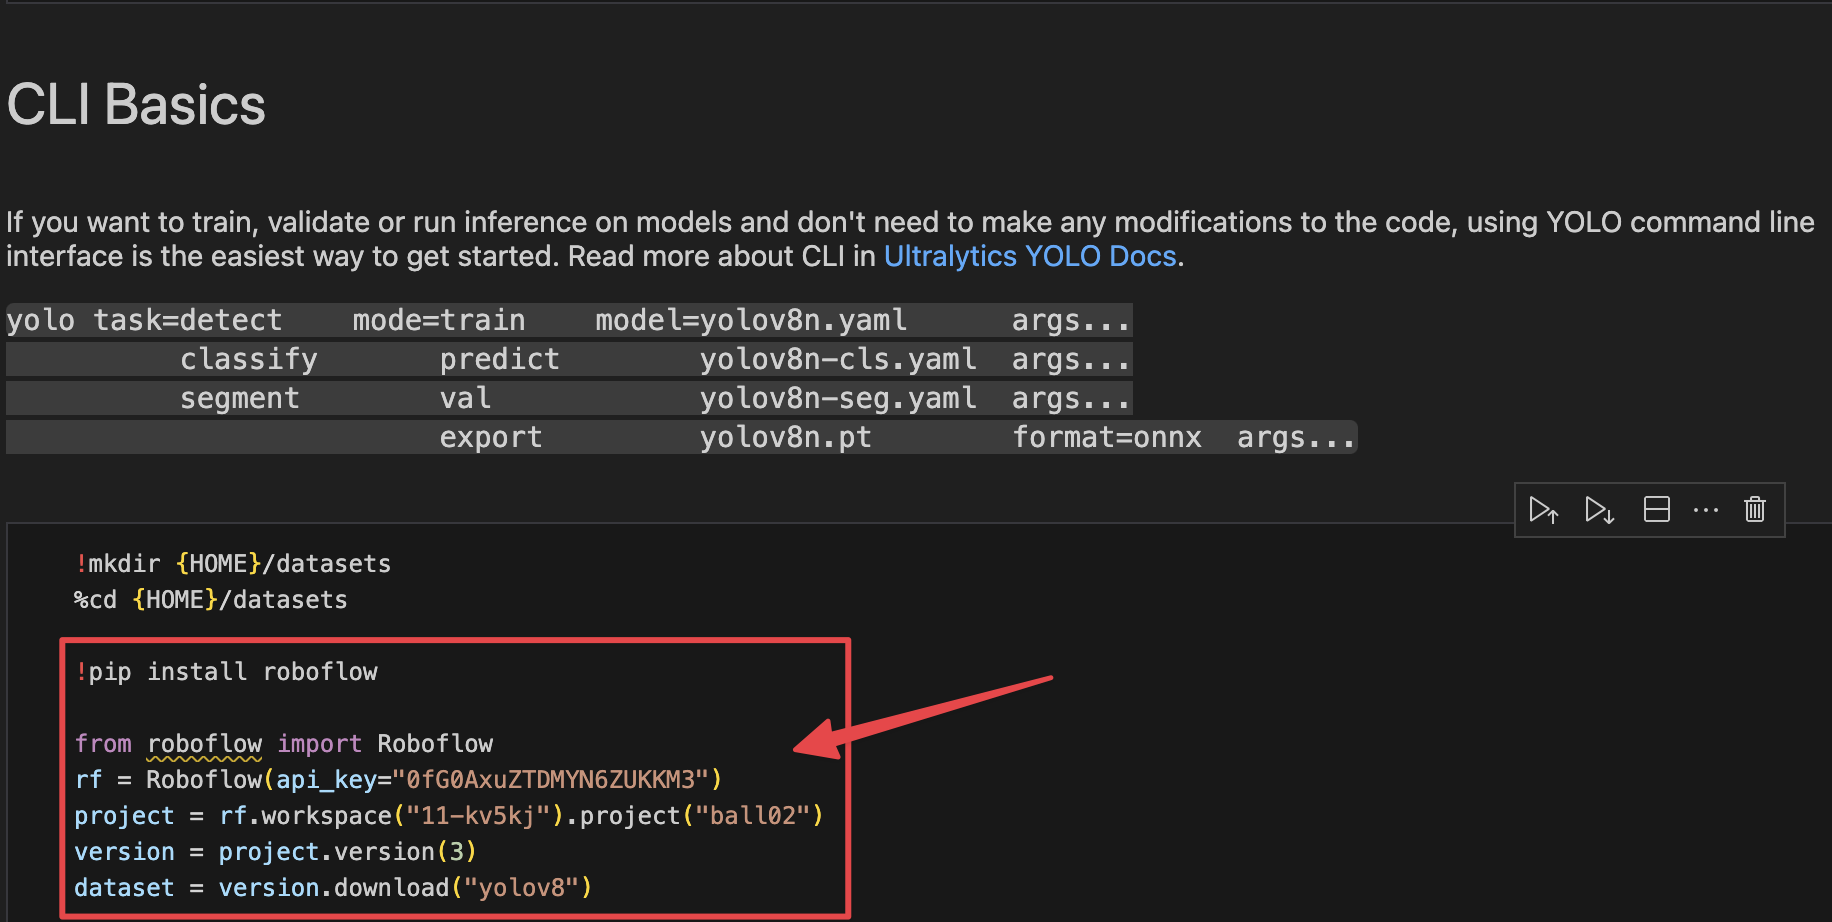 CLI Basics
If you want to train, validate or run inference on models and don't need to make any modifications to the code, using YOLO command line
interface is the easiest way to get started. Read more about CLI in Ultralytics YOLO Docs.
yolo task=detect    mode=train    model=yolov8n.yaml      args...
          classify       predict        yolov8n-cls.yaml  args...
          segment        val            yolov8n-seg.yaml  args...
                         export         yolov8n.pt        format=onnx  args...
!mkdir {HOME}/datasets
%cd {HOME}/datasets
!pip install roboflow
from roboflow import Roboflow
rf = Roboflow(api_key="0fG0AxuZTDMYN6ZUKKM3")
project = rf.workspace("11-kv5kj").project("ball02")
version = project.version(3)
dataset = version.download("yolov8")